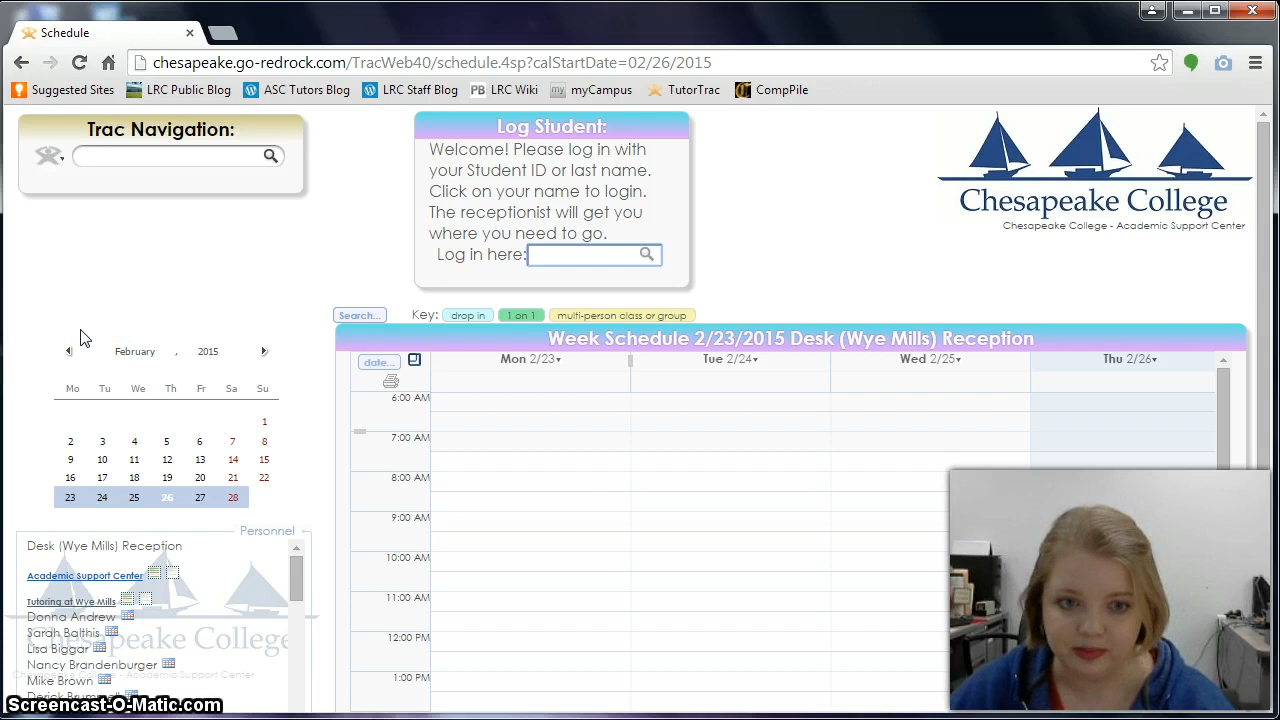 Schedule
chesapeake.go-redrock.com/TracWeb40/schedule.4sp?calStartDate=02/26/2015
Suggested Sites LRC Public Blog ASC Tutors Blog LRC Staff Blog PB LRC Wiki my myCampus TutorTrac CompPile
Trac Navigation:
Log Student:
Welcome! Please log in with
your Student ID or last name.
Click on your name to login.
The receptionist will get you
where you need to go.
Log in here:
Chesapeake College
Chesapeake College - Academic Support Center
Search... Key: drop in 1 on 1 multi-person class or group
Week Schedule 2/23/2015 Desk (Wye Mills) Reception
date... Mon 2/23 Tue 2/24 Wed 2/25 Thu 2/26
6:00 AM
7:00 AM
8:00 AM
9:00 AM
10:00 AM
11:00 AM
12:00 PM
1:00 PM
February , 2015
Mo Tu We Th Fr Sa Su
1
2 3 4 5 6 7 8
9 10 11 12 13 14 15
16 17 18 19 20 21 22
23 24 25 26 27 28
Personnel
Desk (Wye Mills) Reception
Academic Support Center
Tutoring at Wye Mills
Donna Andrew
Sarah Balthis
Lisa Biggar
Chesapeake College
Nancy Brandenburger
Chesapeake College - Academic Support Center
Mike Brown
Screencast-O-Matic.com